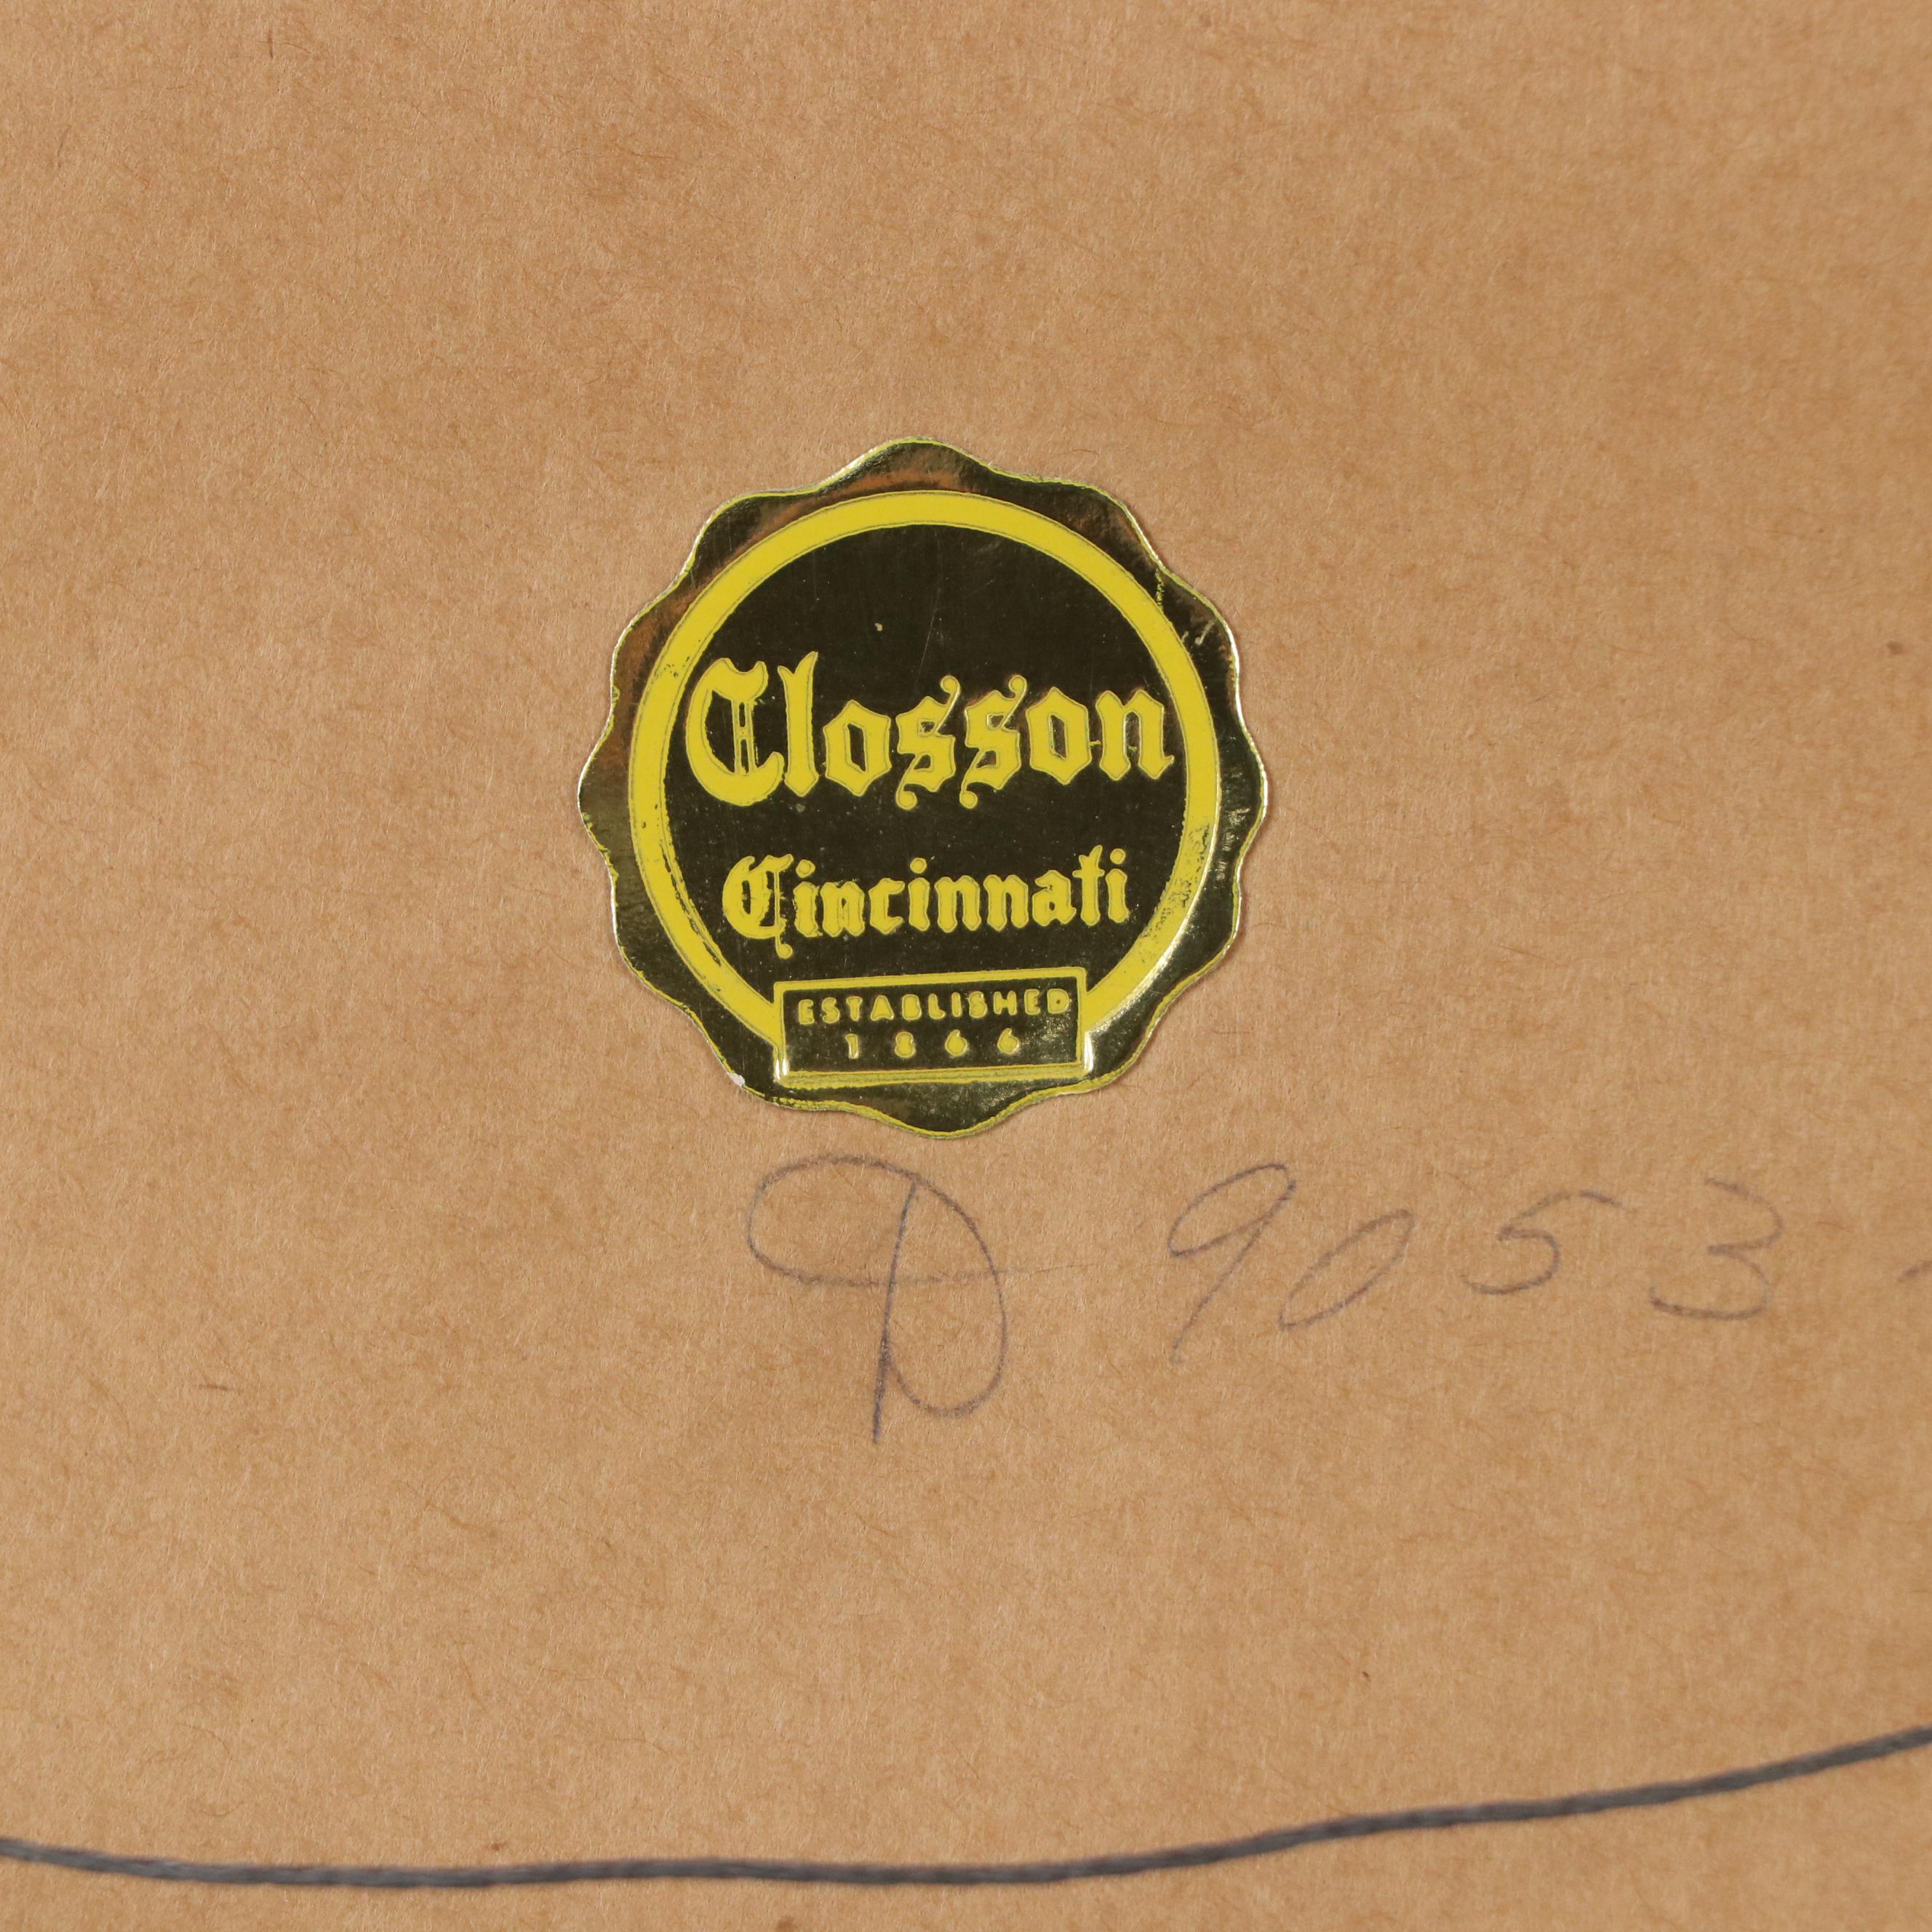 Closson
Cincinnati
ESTABLISHED
1866
D 9053 -